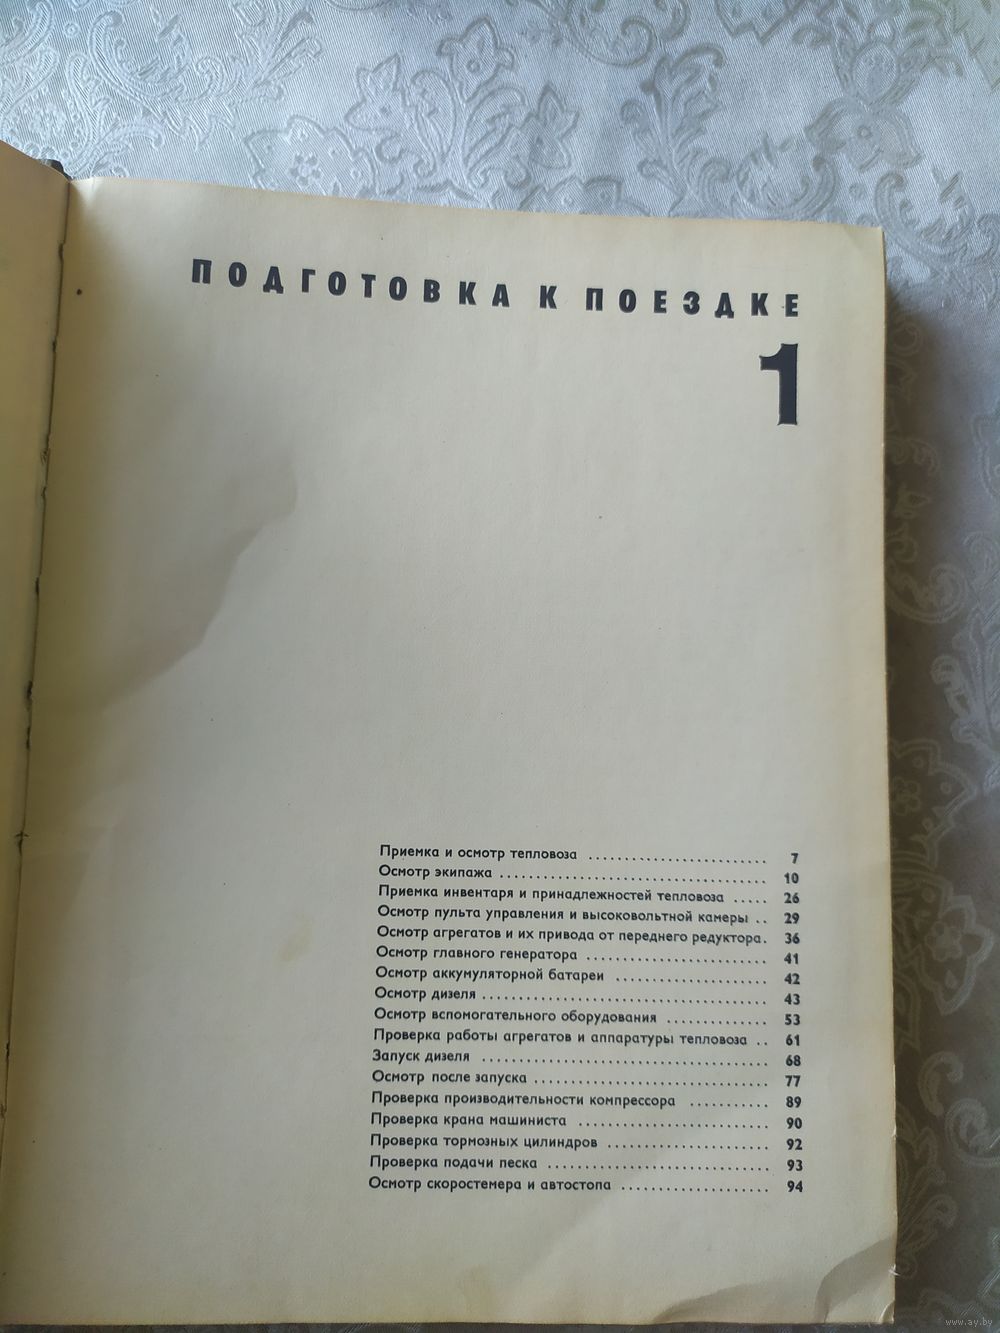 ПОДГОТОВКА К ПОЕЗДКЕ
1
Приемка и осмотр тепловоза ........................ 7
Осмотр экипажа .................................... 10
Приемка инвентаря и принадлежностей тепловоза ..... 26
Осмотр пульта управления и высоковольтной камеры .. 29
Осмотр агрегатов и их привода от переднего редуктора. 36
Осмотр главного генератора ........................ 41
Осмотр аккумуляторной батареи ..................... 42
Осмотр дизеля ..................................... 43
Осмотр вспомогательного оборудования .............. 53
Проверка работы агрегатов и аппаратуры тепловоза .. 61
Запуск дизеля ..................................... 68
Осмотр после запуска .............................. 77
Проверка производительности компрессора ........... 89
Проверка крана машиниста .......................... 90
Проверка тормозных цилиндров ...................... 92
Проверка подачи песка ............................. 93
Осмотр скоростемера и автостопа ................... 94
www.ay.by